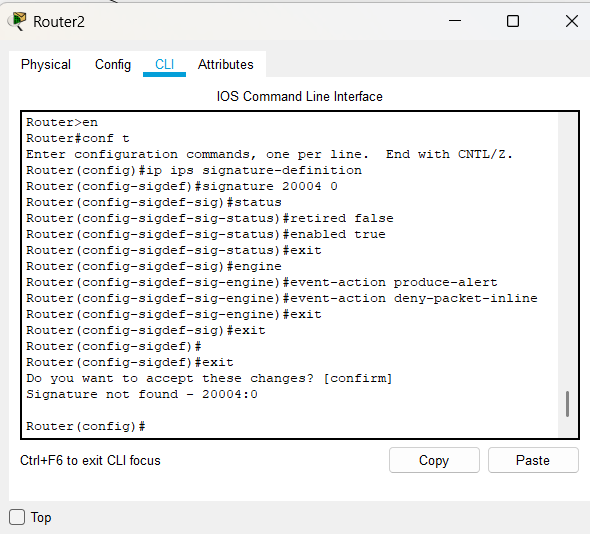 Router2
Physical Config CLI Attributes
IOS Command Line Interface
Router>en
Router#conf t
Enter configuration commands, one per line.  End with CNTL/Z.
Router(config)#ip ips signature-definition
Router(config-sigdef)#signature 20004 0
Router(config-sigdef-sig)#status
Router(config-sigdef-sig-status)#retired false
Router(config-sigdef-sig-status)#enabled true
Router(config-sigdef-sig-status)#exit
Router(config-sigdef-sig)#engine
Router(config-sigdef-sig-engine)#event-action produce-alert
Router(config-sigdef-sig-engine)#event-action deny-packet-inline
Router(config-sigdef-sig-engine)#exit
Router(config-sigdef-sig)#exit
Router(config-sigdef)#
Router(config-sigdef)#exit
Do you want to accept these changes? [confirm]
Signature not found - 20004:0
Router(config)#
Ctrl+F6 to exit CLI focus
Copy Paste
Top